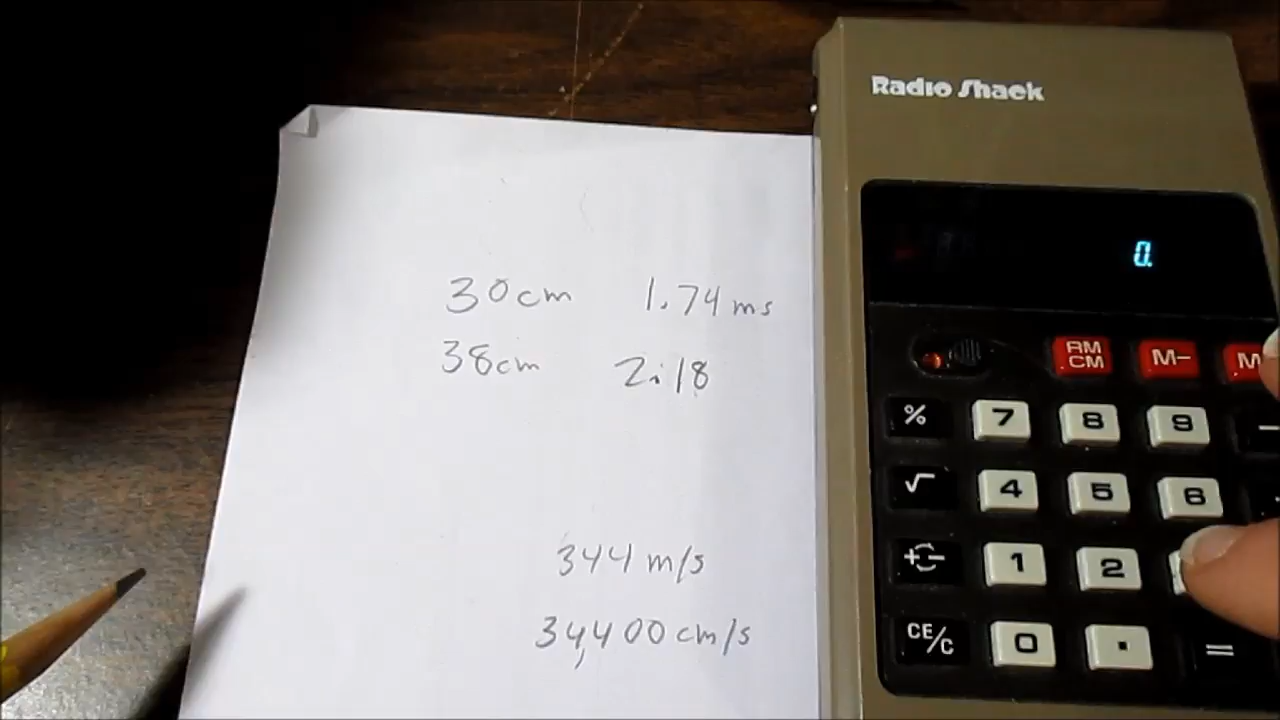 Radio Shack
0.
30cm 1.74ms
38cm 2.18
344 m/s
34,400 cm/s
RM CM M- M
% 7 8 9 -
√ 4 5 6
1 2
CE/C 0 . =